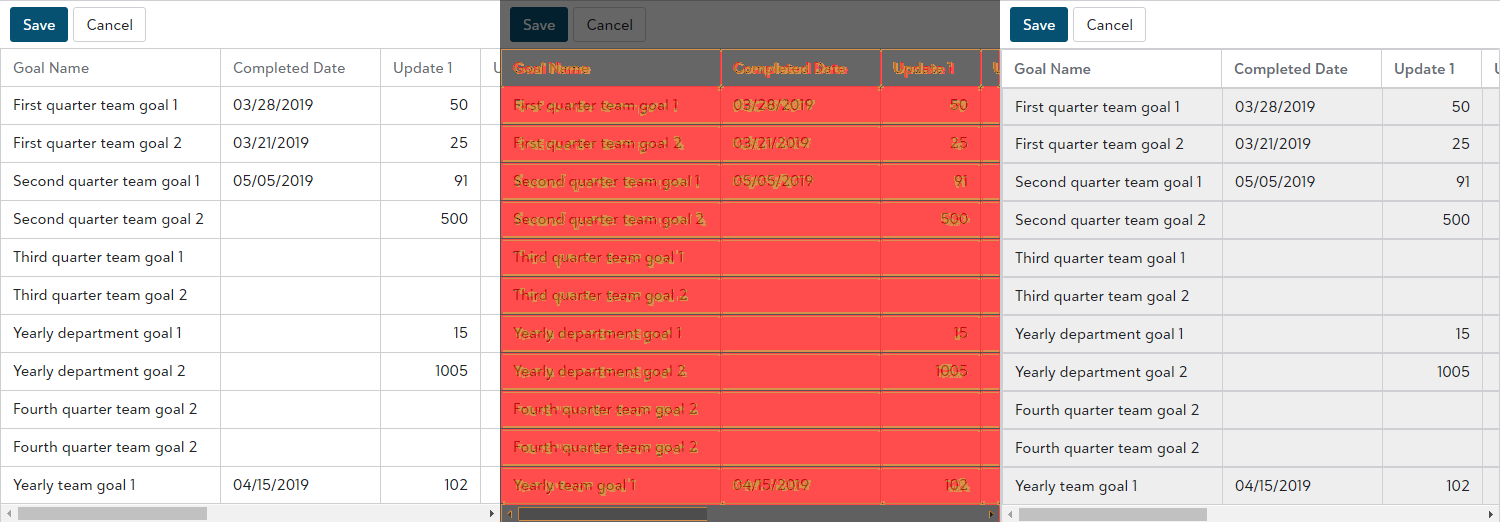 Save Cancel
Goal Name Completed Date Update 1 U
First quarter team goal 1 03/28/2019 50
First quarter team goal 2 03/21/2019 25
Second quarter team goal 1 05/05/2019 91
Second quarter team goal 2 500
Third quarter team goal 1
Third quarter team goal 2
Yearly department goal 1 15
Yearly department goal 2 1005
Fourth quarter team goal 2
Fourth quarter team goal 2
Yearly team goal 1 04/15/2019 102
Save Cancel
Goal Name Completed Date Update 1 U
First quarter team goal 1 03/28/2019 50
First quarter team goal 2 03/21/2019 25
Second quarter team goal 1 05/05/2019 91
Second quarter team goal 2 500
Third quarter team goal 1
Third quarter team goal 2
Yearly department goal 1 15
Yearly department goal 2 1005
Fourth quarter team goal 2
Fourth quarter team goal 2
Yearly team goal 1 04/15/2019 102
Save Cancel
Goal Name Completed Date Update 1 U
First quarter team goal 1 03/28/2019 50
First quarter team goal 2 03/21/2019 25
Second quarter team goal 1 05/05/2019 91
Second quarter team goal 2 500
Third quarter team goal 1
Third quarter team goal 2
Yearly department goal 1 15
Yearly department goal 2 1005
Fourth quarter team goal 2
Fourth quarter team goal 2
Yearly team goal 1 04/15/2019 102